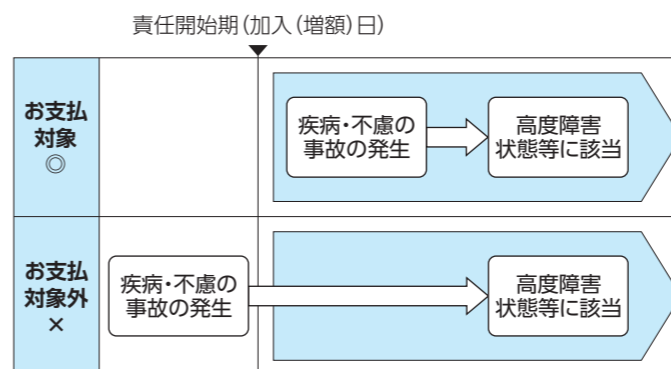 責任開始期（加入（増額）日）
お支払
対象
◎
疾病・不慮の
事故の発生
高度障害
状態等に該当
お支払
対象外
×
疾病・不慮の
事故の発生
高度障害
状態等に該当